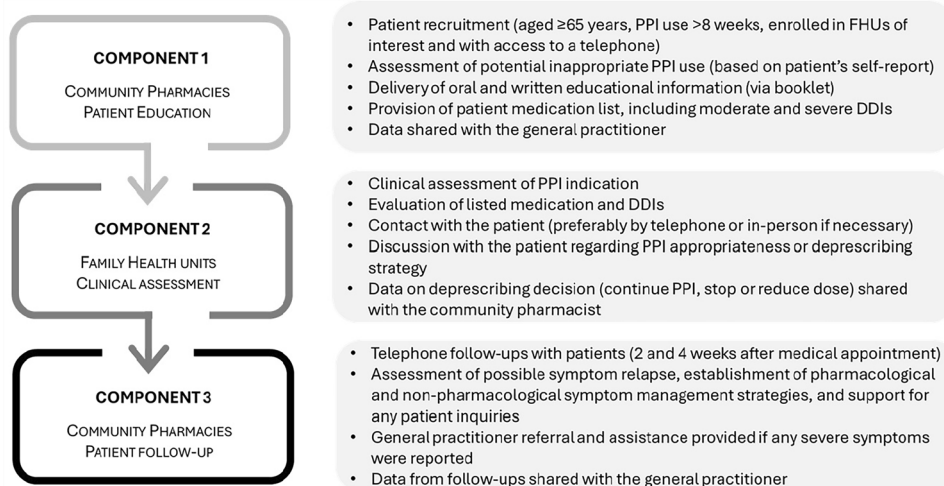 COMPONENT 1
COMMUNITY PHARMACIES
PATIENT EDUCATION
• Patient recruitment (aged ≥65 years, PPI use >8 weeks, enrolled in FHUs of
interest and with access to a telephone)
• Assessment of potential inappropriate PPI use (based on patient's self-report)
• Delivery of oral and written educational information (via booklet)
• Provision of patient medication list, including moderate and severe DDIs
• Data shared with the general practitioner
COMPONENT 2
FAMILY HEALTH UNITS
CLINICAL ASSESSMENT
• Clinical assessment of PPI indication
• Evaluation of listed medication and DDIs
• Contact with the patient (preferably by telephone or in-person if necessary)
• Discussion with the patient regarding PPI appropriateness or deprescribing
strategy
• Data on deprescribing decision (continue PPI, stop or reduce dose) shared
with the community pharmacist
COMPONENT 3
COMMUNITY PHARMACIES
PATIENT FOLLOW-UP
• Telephone follow-ups with patients (2 and 4 weeks after medical appointment)
• Assessment of possible symptom relapse, establishment of pharmacological
and non-pharmacological symptom management strategies, and support for
any patient inquiries
• General practitioner referral and assistance provided if any severe symptoms
were reported
• Data from follow-ups shared with the general practitioner